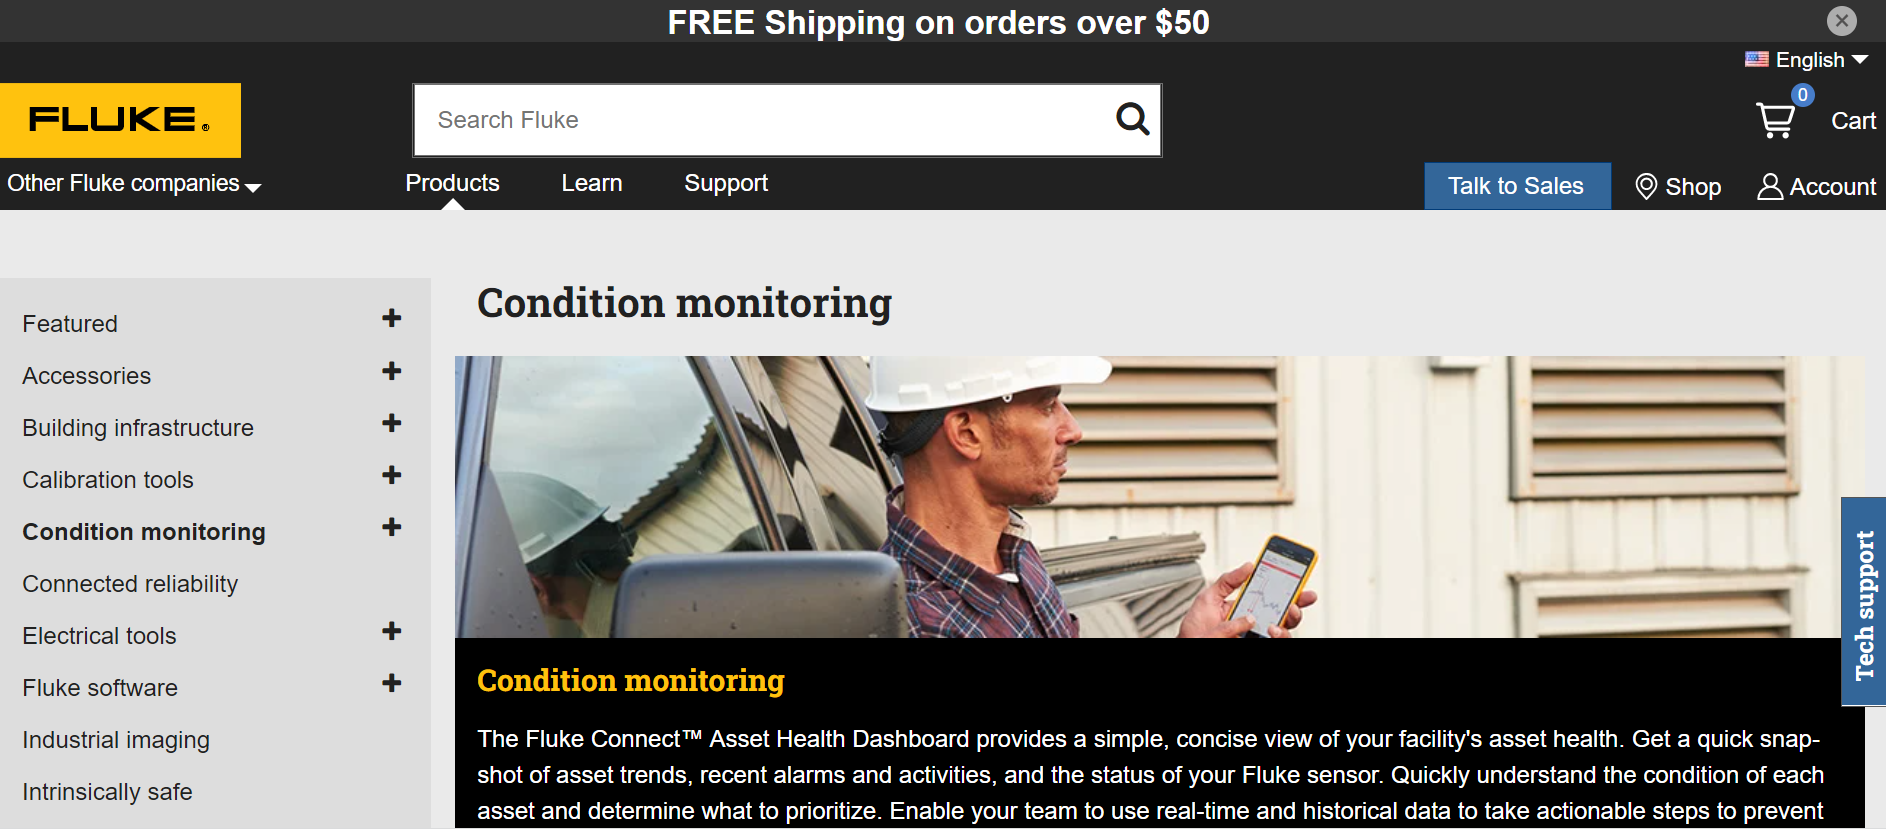 FREE Shipping on orders over $50
English
FLUKE®
Search Fluke
0
Cart
Other Fluke companies
Products
Learn
Support
Talk to Sales
Shop
Account
Featured
Accessories
Building infrastructure
Calibration tools
Condition monitoring
Connected reliability
Electrical tools
Fluke software
Industrial imaging
Intrinsically safe
Condition monitoring
Condition monitoring
The Fluke Connect™ Asset Health Dashboard provides a simple, concise view of your facility's asset health. Get a quick snap-
shot of asset trends, recent alarms and activities, and the status of your Fluke sensor. Quickly understand the condition of each
asset and determine what to prioritize. Enable your team to use real-time and historical data to take actionable steps to prevent
Tech support